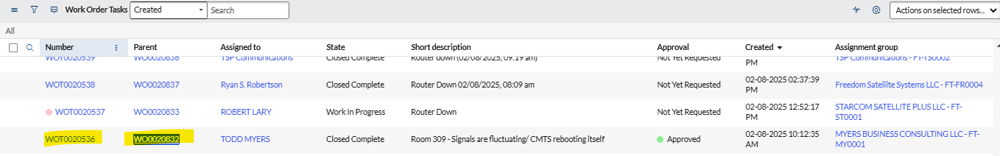 Work Order Tasks Created Search Actions on selected rows...
All
Number Parent Assigned to State Short description Approval Created Assignment group
WOT0020539 WO0020836 TSP Communications Closed Complete Router down (02/08/2025, 09:19 am) Not Yet Requested PM TSP Communications - FT-TS0002
WOT0020538 WO0020837 Ryan S. Robertson Closed Complete Router Down 02/08/2025, 08:09 am Not Yet Requested 02-08-2025 02:37:39 PM Freedom Satellite Systems LLC - FT-FR0004
WOT0020537 WO0020833 ROBERT LARY Work In Progress Router Down Not Yet Requested 02-08-2025 12:52:17 PM STARCOM SATELLITE PLUS LLC - FT-ST0001
WOT0020536 WO0020832 TODD MYERS Closed Complete Room 309 - Signals are fluctuating/ CMTS rebooting itself Approved 02-08-2025 10:12:35 AM MYERS BUSINESS CONSULTING LLC - FT-MY0001